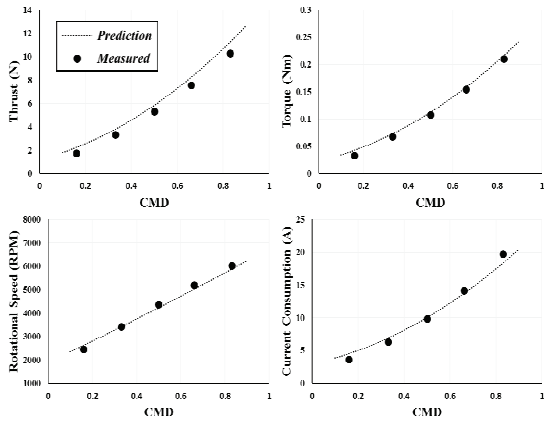 14
12
10
8
6
4
2
0
Thrust (N)
Prediction
Measured
0 0.2 0.4 0.6 0.8 1
CMD
0.3
0.25
0.2
0.15
0.1
0.05
0
Torque (Nm)
0 0.2 0.4 0.6 0.8 1
CMD
8000
7000
6000
5000
4000
3000
2000
1000
Rotational Speed (RPM)
0 0.2 0.4 0.6 0.8 1
CMD
25
20
15
10
5
0
Current Consumption (A)
0 0.2 0.4 0.6 0.8 1
CMD